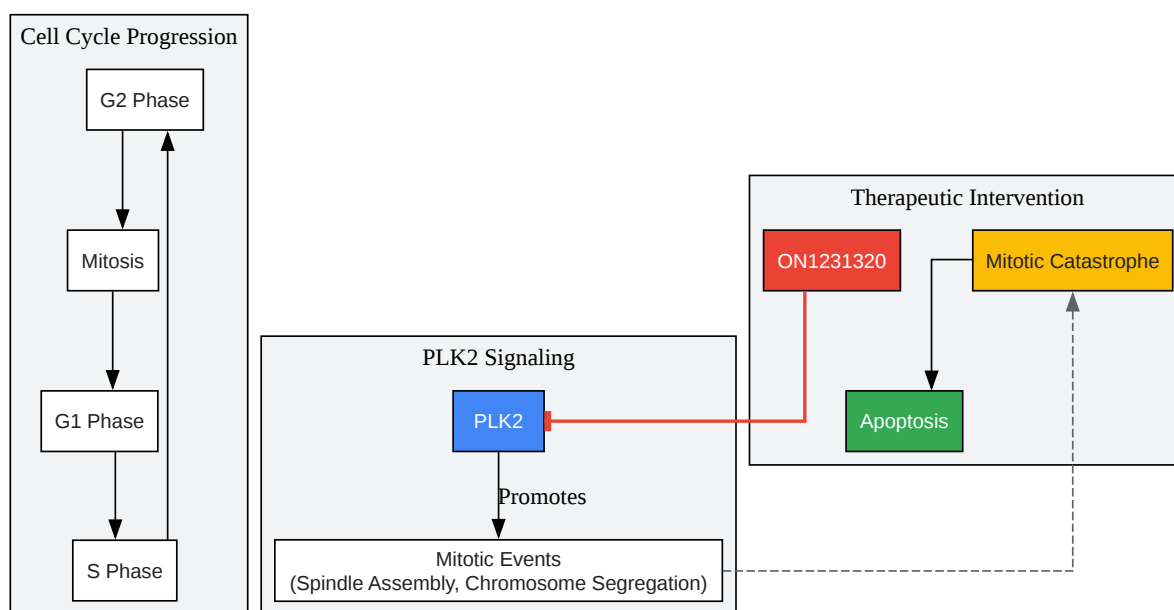 Cell Cycle Progression
G2 Phase
Mitosis
G1 Phase
S Phase
PLK2 Signaling
PLK2
Promotes
Mitotic Events
(Spindle Assembly, Chromosome Segregation)
Therapeutic Intervention
ON1231320
Mitotic Catastrophe
Apoptosis